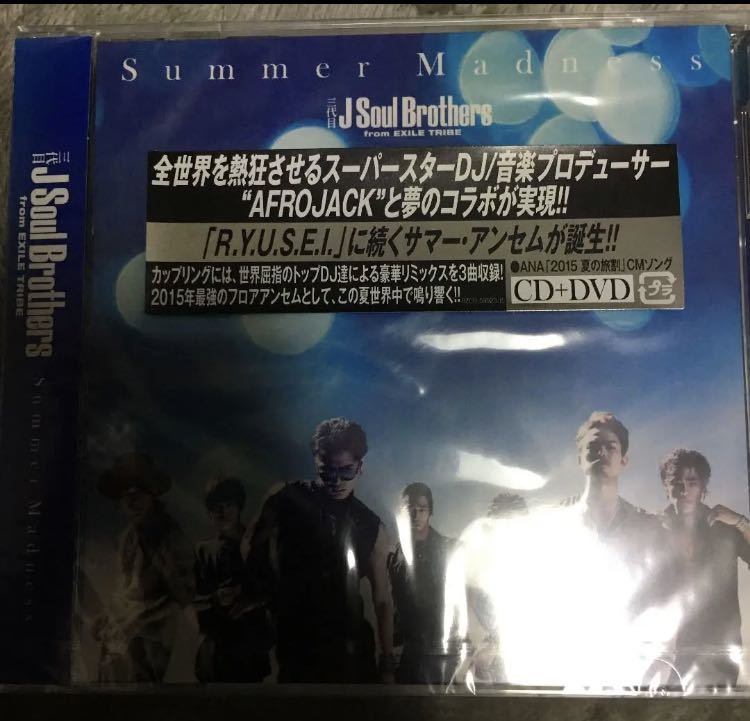 Summer Madness
三代目 J Soul Brothers
from EXILE TRIBE
全世界を熱狂させるスーパースターDJ/音楽プロデューサー
“AFROJACK”と夢のコラボが実現!!
「R.Y.U.S.E.I.」に続くサマー・アンセムが誕生!!
カップリングには、世界屈指のトップDJ達による豪華リミックスを3曲収録!
2015年最強のフロアアンセムとして、この夏世界中で鳴り響く!!
●ANA「2015 夏の旅割」CMソング
CD+DVD
プラ
三代目 J Soul Brothers
from EXILE TRIBE
Summer Madness